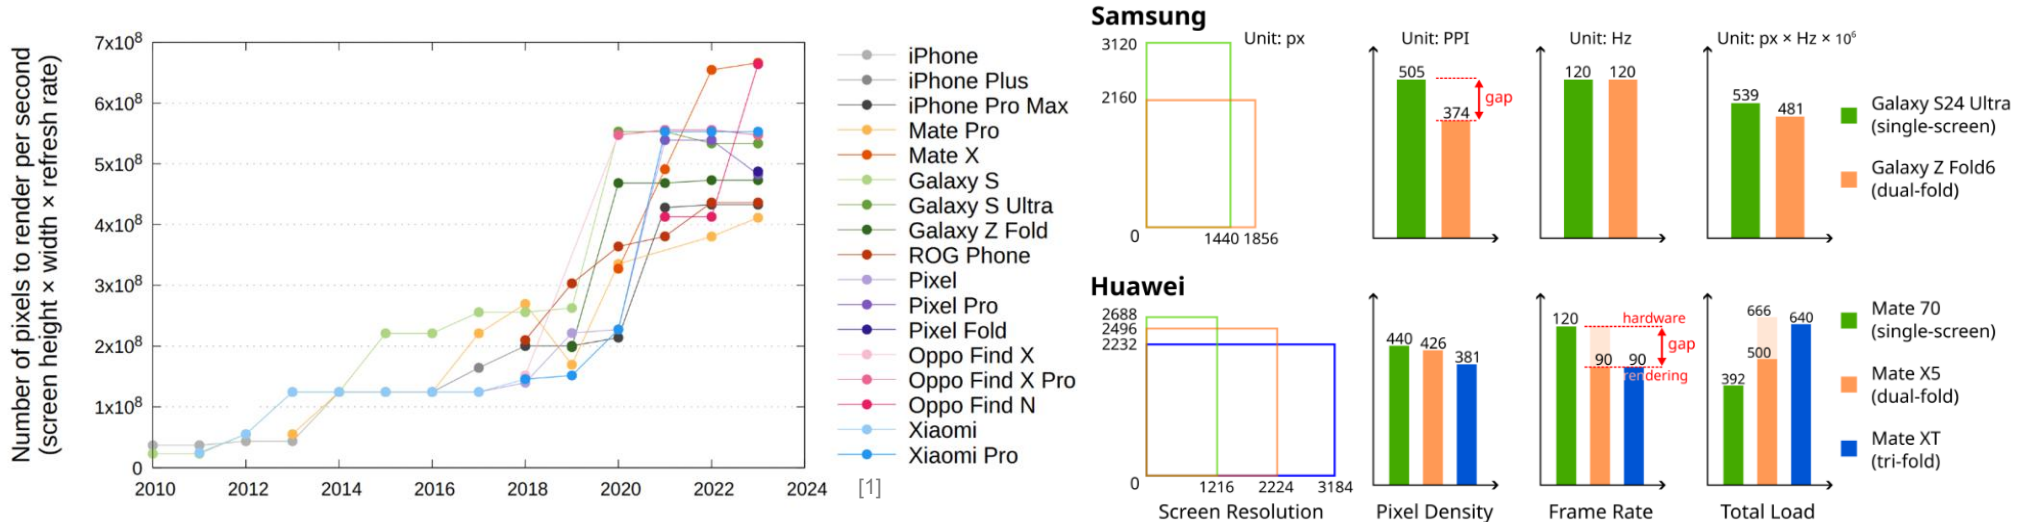 Number of pixels to render per second
(screen height × width × refresh rate)
7x10⁸
6x10⁸
5x10⁸
4x10⁸
3x10⁸
2x10⁸
1x10⁸
0
2010
2012
2014
2016
2018
2020
2022
2024
iPhone
iPhone Plus
iPhone Pro Max
Mate Pro
Mate X
Galaxy S
Galaxy S Ultra
Galaxy Z Fold
ROG Phone
Pixel
Pixel Pro
Pixel Fold
Oppo Find X
Oppo Find X Pro
Oppo Find N
Xiaomi
Xiaomi Pro
[1]
Samsung
Unit: px
3120
2160
0
1440
1856
Unit: PPI
505
374
gap
Unit: Hz
120
120
Unit: px × Hz × 10⁶
539
481
Galaxy S24 Ultra
(single-screen)
Galaxy Z Fold6
(dual-fold)
Huawei
2688
2496
2232
0
1216
2224
3184
Screen Resolution
440
426
381
Pixel Density
120
90
90
hardware
gap
rendering
Frame Rate
392
666
500
640
Total Load
Mate 70
(single-screen)
Mate X5
(dual-fold)
Mate XT
(tri-fold)